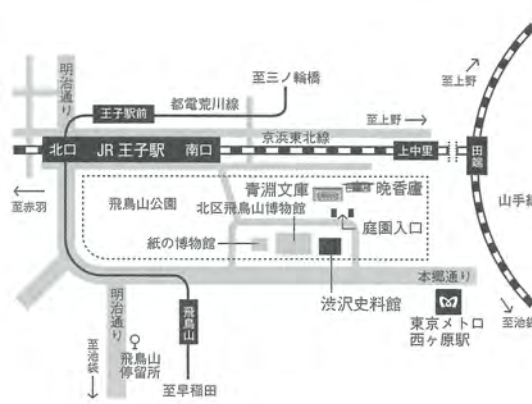 明治通り
至三ノ輪橋
至上野
王子駅前
都電荒川線
至上野
京浜東北線
北口
JR 王子駅
南口
上中里
田端
至赤羽
飛鳥山公園
青淵文庫
晩香廬
北区飛鳥山博物館
山手線
庭園入口
紙の博物館
本郷通り
渋沢史料館
明治通り
飛鳥山
東京メトロ
西ヶ原駅
至池袋
至池袋
飛鳥山
停留所
至早稲田